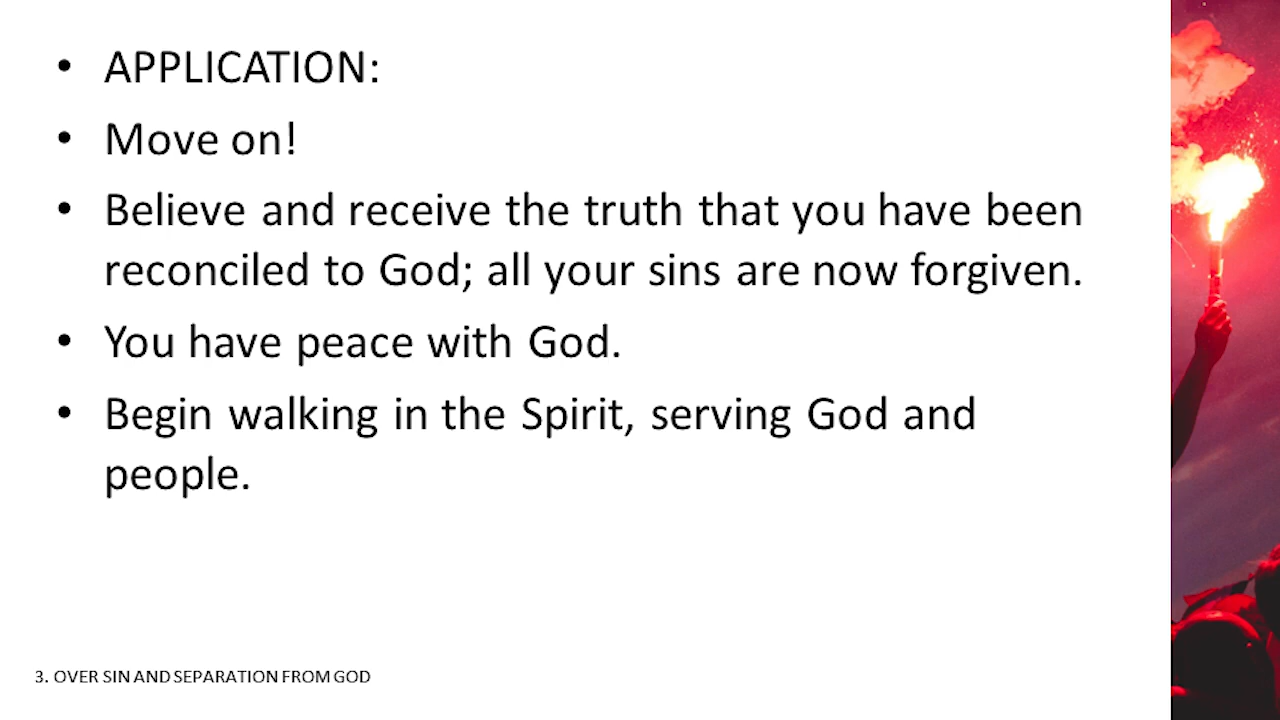 • APPLICATION:
• Move on!
• Believe and receive the truth that you have been
reconciled to God; all your sins are now forgiven.
• You have peace with God.
• Begin walking in the Spirit, serving God and
people.
3. OVER SIN AND SEPARATION FROM GOD